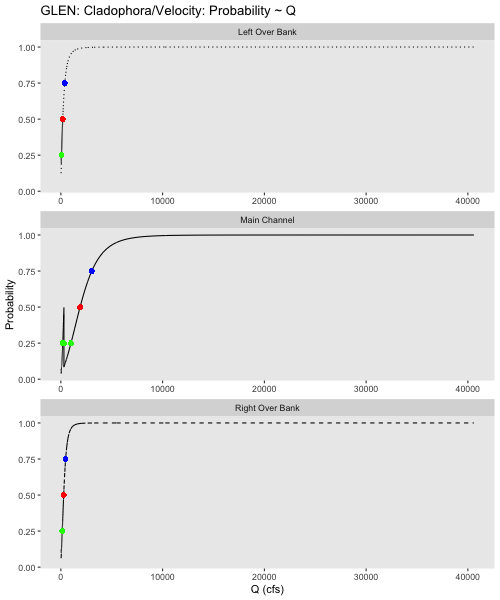 GLEN: Cladophora/Velocity: Probability ~ Q
Left Over Bank
1.00
0.75
0.50
0.25
0.00
0 10000 20000 30000 40000
Main Channel
1.00
0.75
0.50
0.25
0.00
0 10000 20000 30000 40000
Probability
Right Over Bank
1.00
0.75
0.50
0.25
0.00
0 10000 20000 30000 40000
Q (cfs)